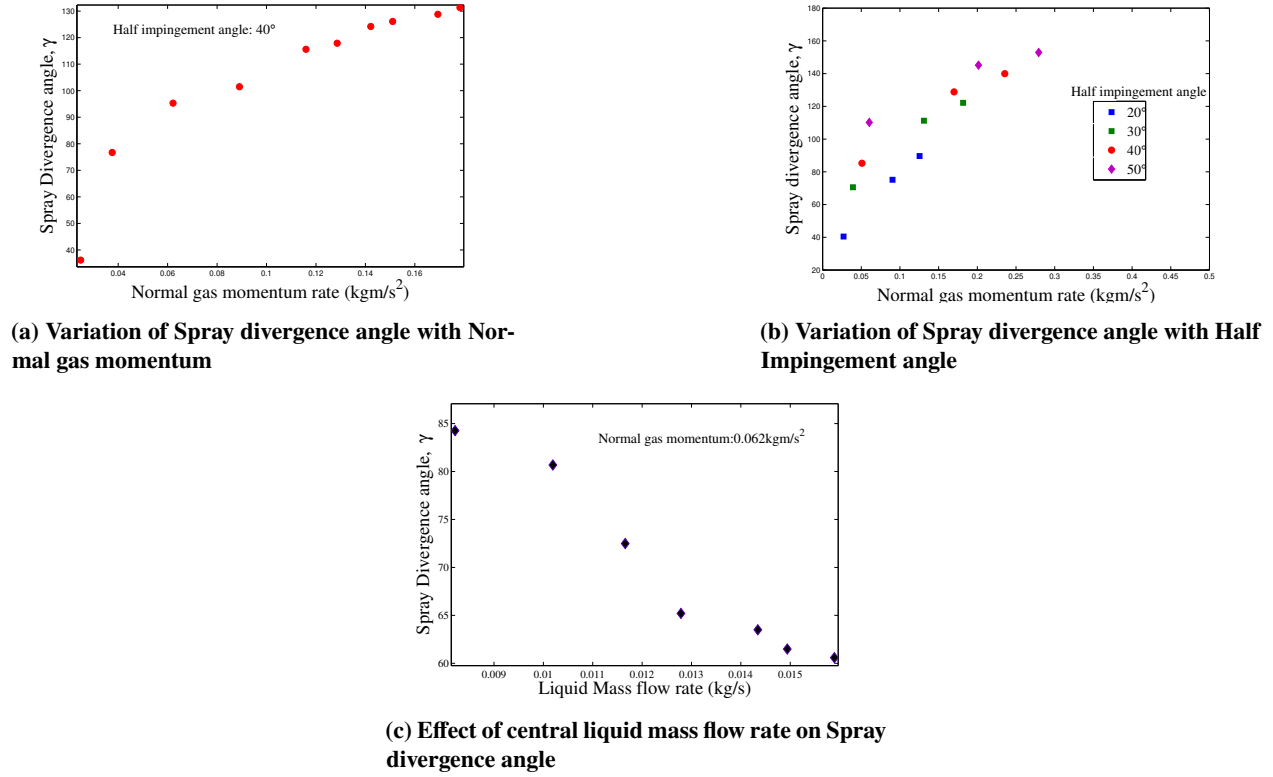 130
120
110
100
90
80
70
60
50
40
Spray Divergence angle, γ
Half impingement angle: 40°
0.04 0.06 0.08 0.1 0.12 0.14 0.16
Normal gas momentum rate (kgm/s²)
(a) Variation of Spray divergence angle with Nor-
mal gas momentum
180
160
140
120
100
80
60
40
20
Spray divergence angle, γ
Half impingement angle
20°
30°
40°
50°
0 0.05 0.1 0.15 0.2 0.25 0.3 0.35 0.4 0.45 0.5
Normal gas momentum rate (kgm/s²)
(b) Variation of Spray divergence angle with Half
Impingement angle
85
80
75
70
65
60
Spray Divergence angle, γ
Normal gas momentum:0.062kgm/s²
0.009 0.01 0.011 0.012 0.013 0.014 0.015
Liquid Mass flow rate (kg/s)
(c) Effect of central liquid mass flow rate on Spray
divergence angle